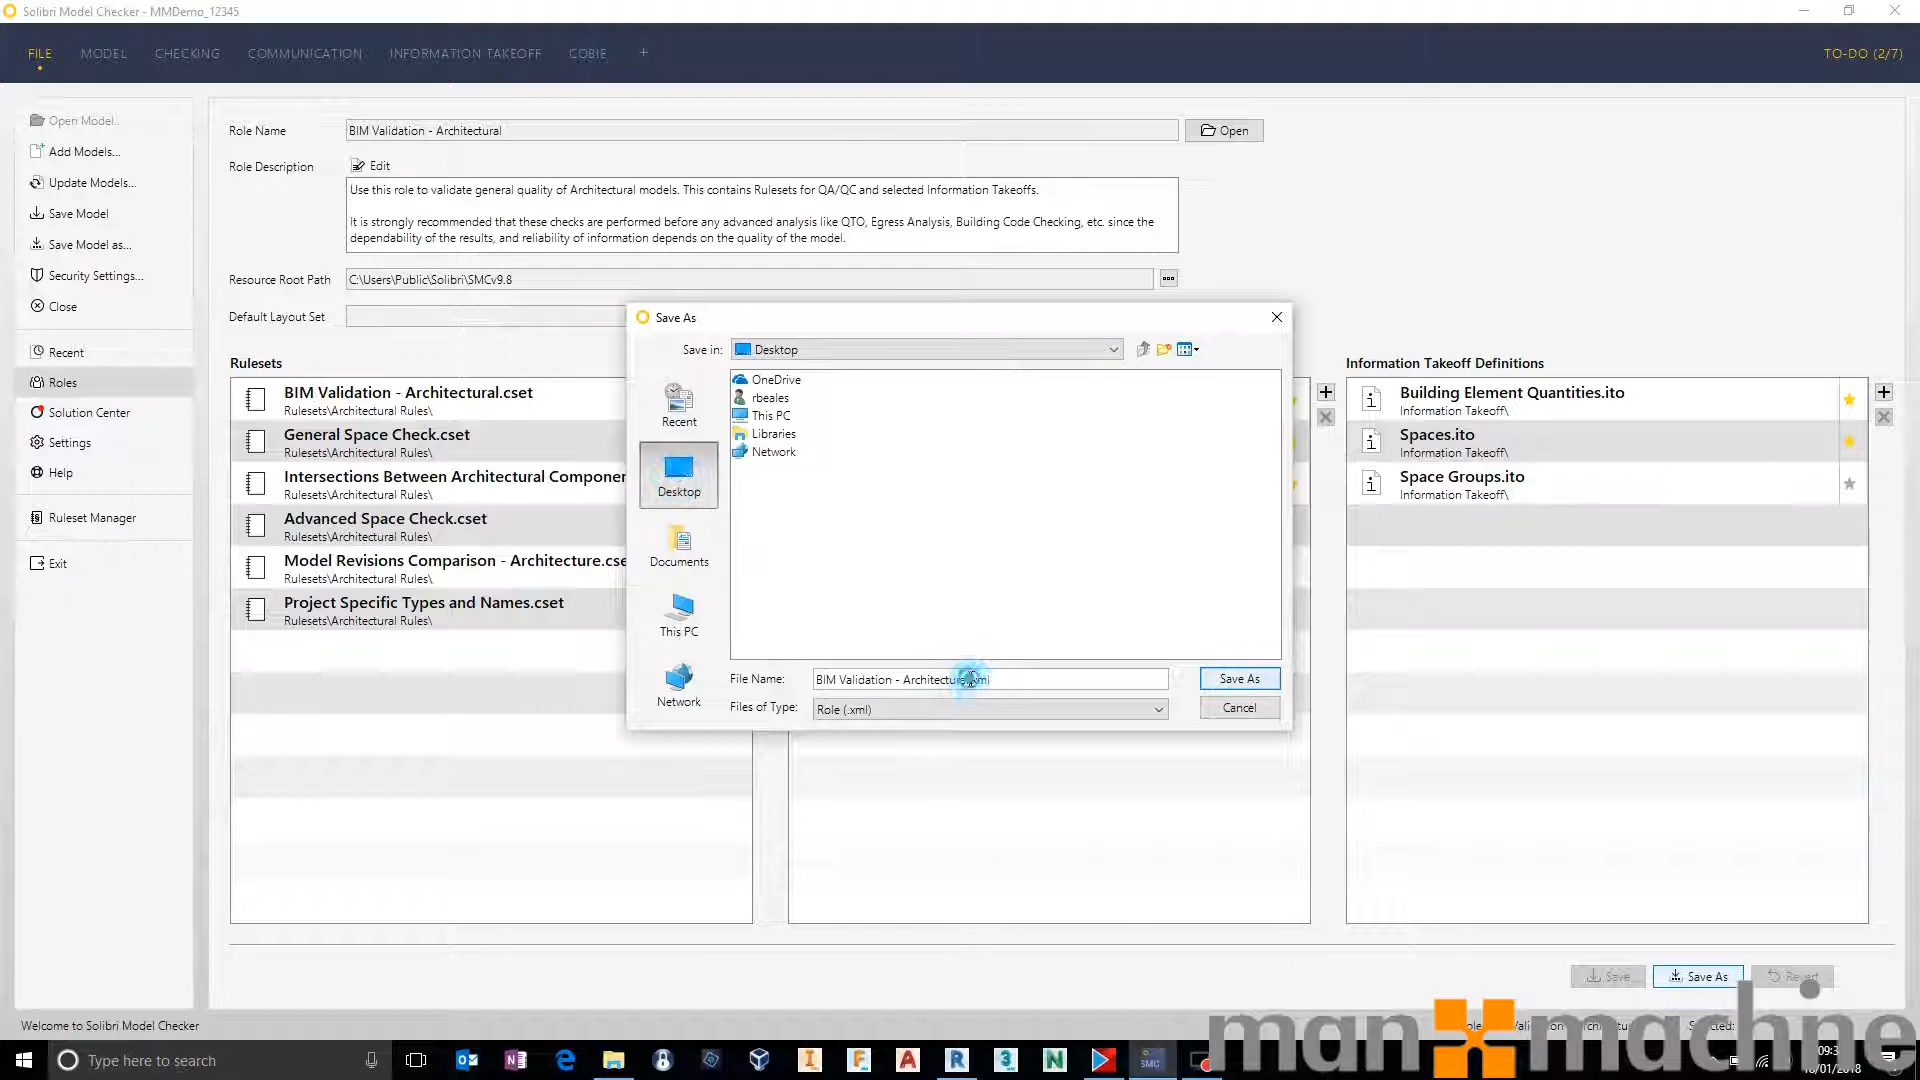 Solibri Model Checker - MMDemo_12345
FILE MODEL CHECKING COMMUNICATION INFORMATION TAKEOFF COBIE +
TO-DO (2/7)
Open Model..
Add Models...
Update Models...
Save Model
Save Model as...
Security Settings...
Close
Recent
Roles
Solution Center
Settings
Help
Ruleset Manager
Exit
Role Name
BIM Validation - Architectural
Open
Role Description
Edit
Use this role to validate general quality of Architectural models. This contains Rulesets for QA/QC and selected Information Takeoffs.
It is strongly recommended that these checks are performed before any advanced analysis like QTO, Egress Analysis, Building Code Checking, etc. since the
dependability of the results, and reliability of information depends on the quality of the model.
Resource Root Path
C:\Users\Public\Solibri\SMCv9.8
Default Layout Set
Rulesets
BIM Validation - Architectural.cset
Rulesets\Architectural Rules\
General Space Check.cset
Rulesets\Architectural Rules\
Intersections Between Architectural Componen
Rulesets\Architectural Rules\
Advanced Space Check.cset
Rulesets\Architectural Rules\
Model Revisions Comparison - Architecture.cse
Rulesets\Architectural Rules\
Project Specific Types and Names.cset
Rulesets\Architectural Rules\
Save As
Save in:
Desktop
Recent
Desktop
Documents
This PC
Network
OneDrive
rbeales
This PC
Libraries
Network
File Name:
BIM Validation - Architectura
Save As
Files of Type:
Role (.xml)
Cancel
Information Takeoff Definitions
Building Element Quantities.ito
Information Takeoff\
Spaces.ito
Information Takeoff\
Space Groups.ito
Information Takeoff\
Save
Save As
Revert
Welcome to Solibri Model Checker
Selected:
man machine
Type here to search
SMC